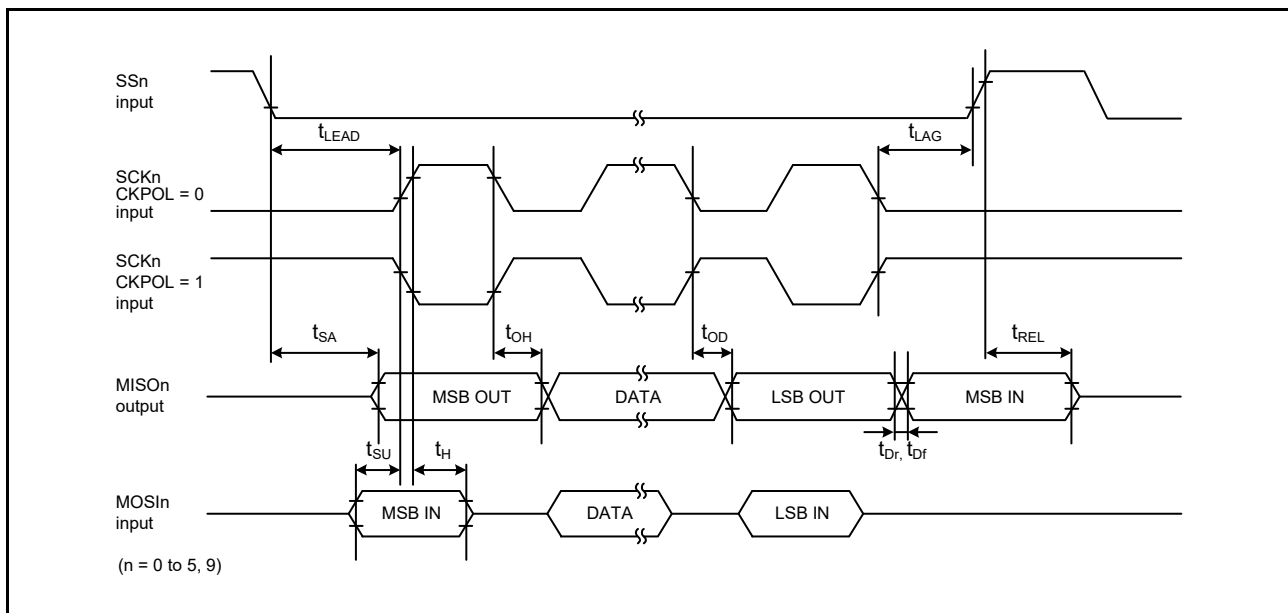 SSn
input
tLEAD
tLAG
SCKn
CKPOL = 0
input
SCKn
CKPOL = 1
input
tSA
tOH
tOD
tREL
MISOn
output
MSB OUT
DATA
LSB OUT
MSB IN
tSU
tH
tDr, tDf
MOSIn
input
MSB IN
DATA
LSB IN
(n = 0 to 5, 9)